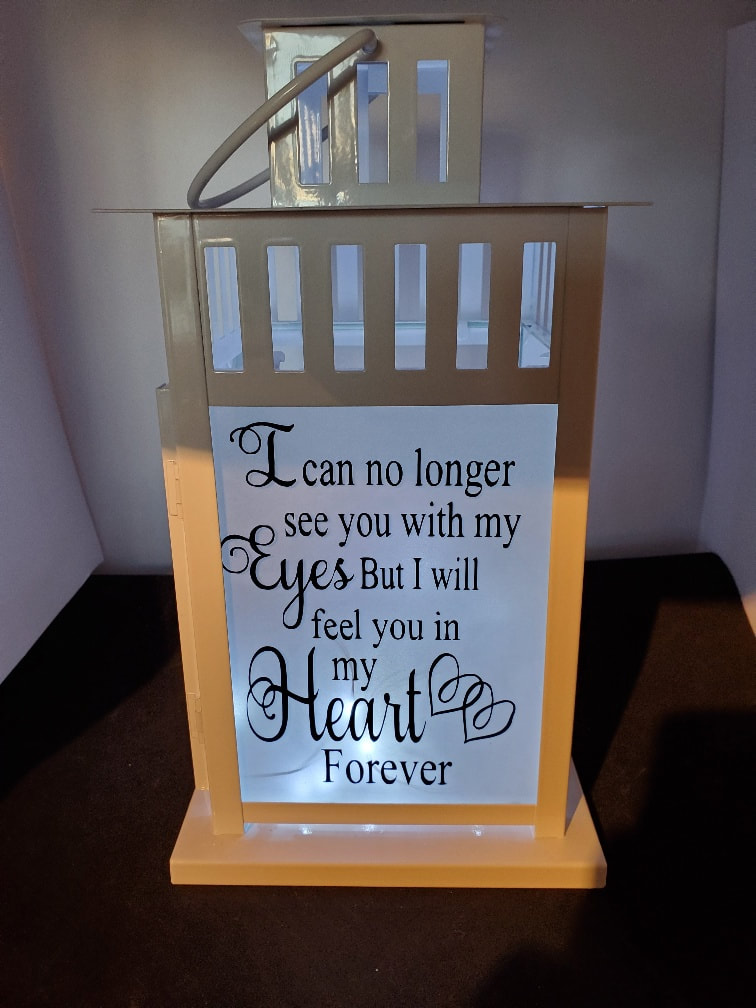 I can no longer
see you with my
Eyes But I will
feel you in
my
Heart
Forever